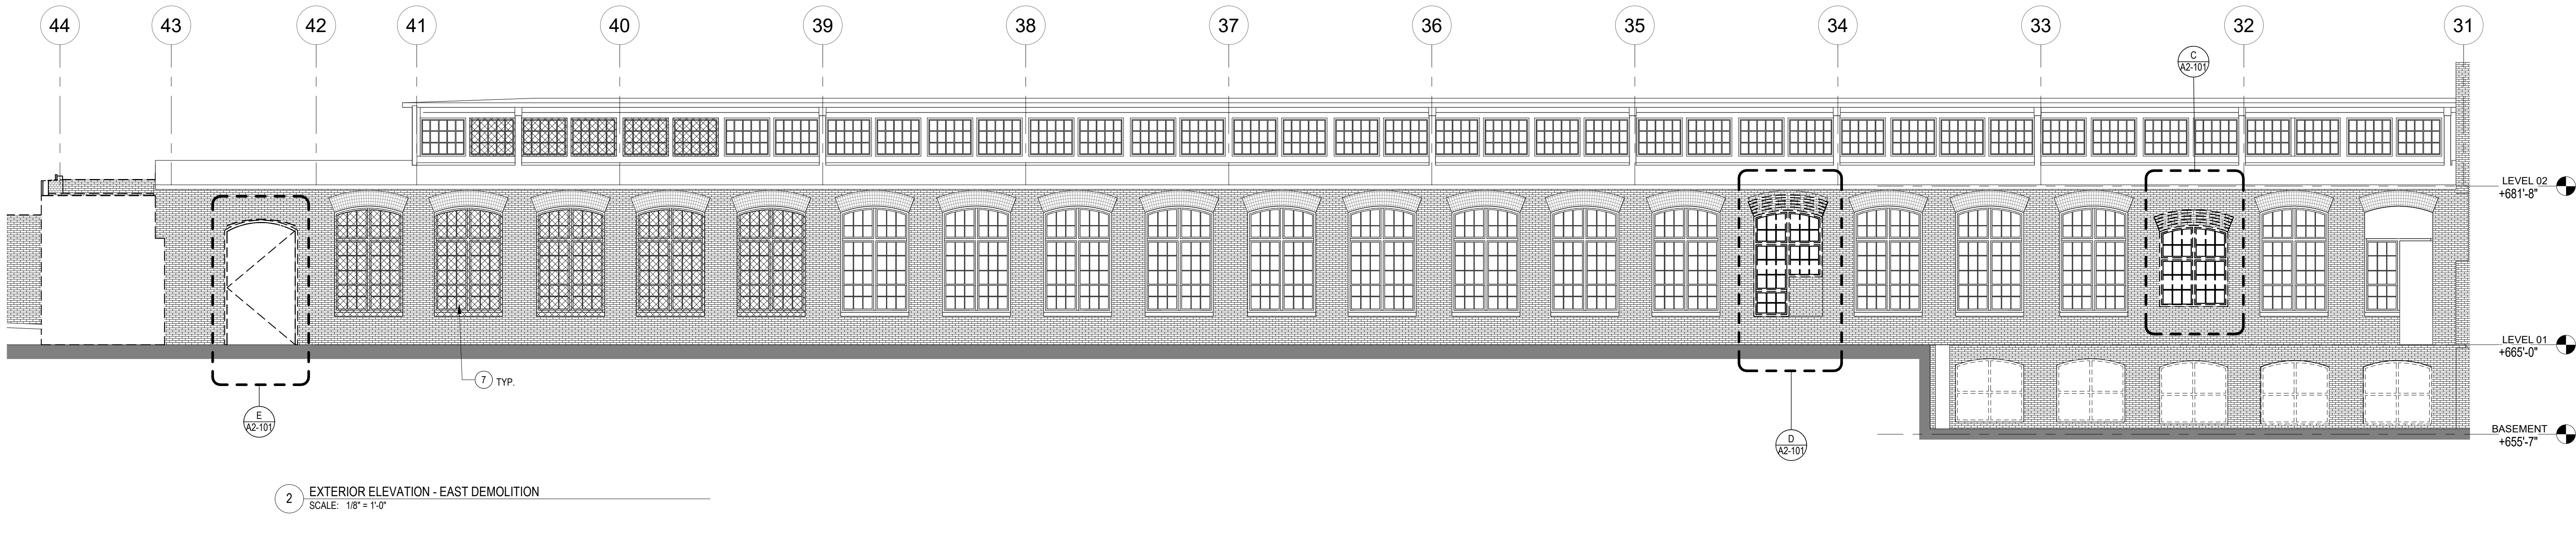 44 43 42 41 40 39 38 37 36 35 34 33 32 31
C
A2-101
LEVEL 02
+681'-8"
LEVEL 01
+665'-0"
7 TYP.
E
A2-101
D
A2-101
BASEMENT
+655'-7"
2 EXTERIOR ELEVATION - EAST DEMOLITION
SCALE: 1/8" = 1'-0"